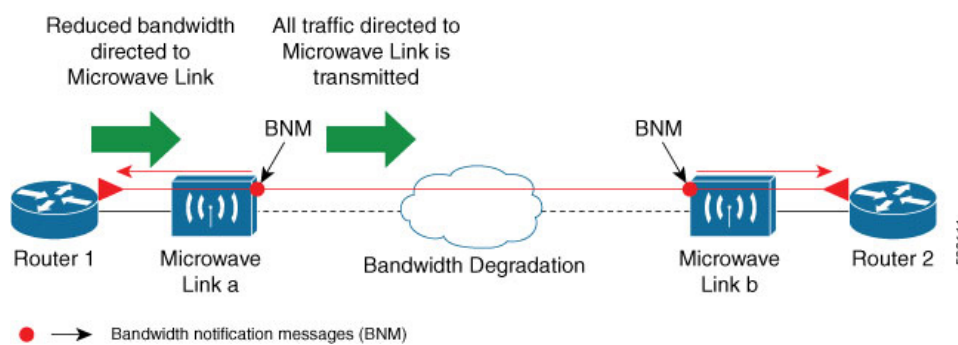 Reduced bandwidth
directed to
Microwave Link
All traffic directed to
Microwave Link is
transmitted
BNM
BNM
Router 1
Microwave
Link a
Bandwidth Degradation
Microwave
Link b
Router 2
Bandwidth notification messages (BNM)